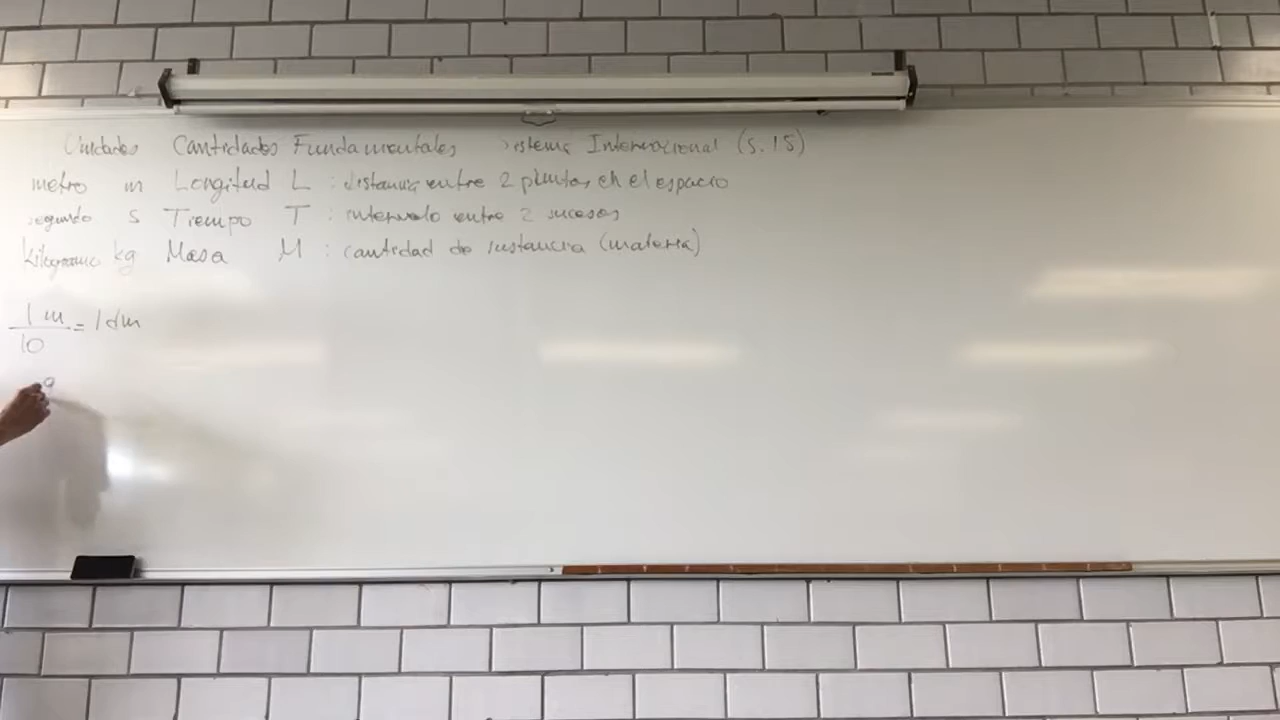 Unidades Cantidades Fundamentales Sistema Internacional (S.I.S)
metro m Longitud L : distancia entre 2 puntos en el espacio
segundo s Tiempo T : intervalo entre 2 sucesos
kilogramo kg Masa M : cantidad de sustancia (materia)
1 m
10
= 1 dm